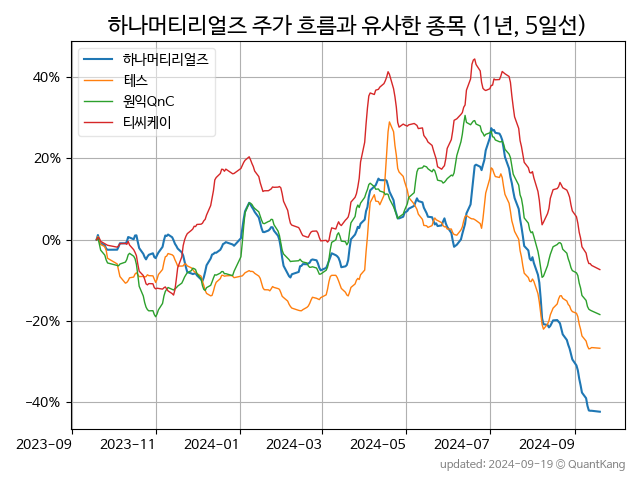 하나머티리얼즈 주가 흐름과 유사한 종목 (1년, 5일선)
하나머티리얼즈
테스
원익QnC
티씨케이
40%
20%
0%
−20%
−40%
2023-09 2023-11 2024-01 2024-03 2024-05 2024-07 2024-09
updated: 2024-09-19 © QuantKang